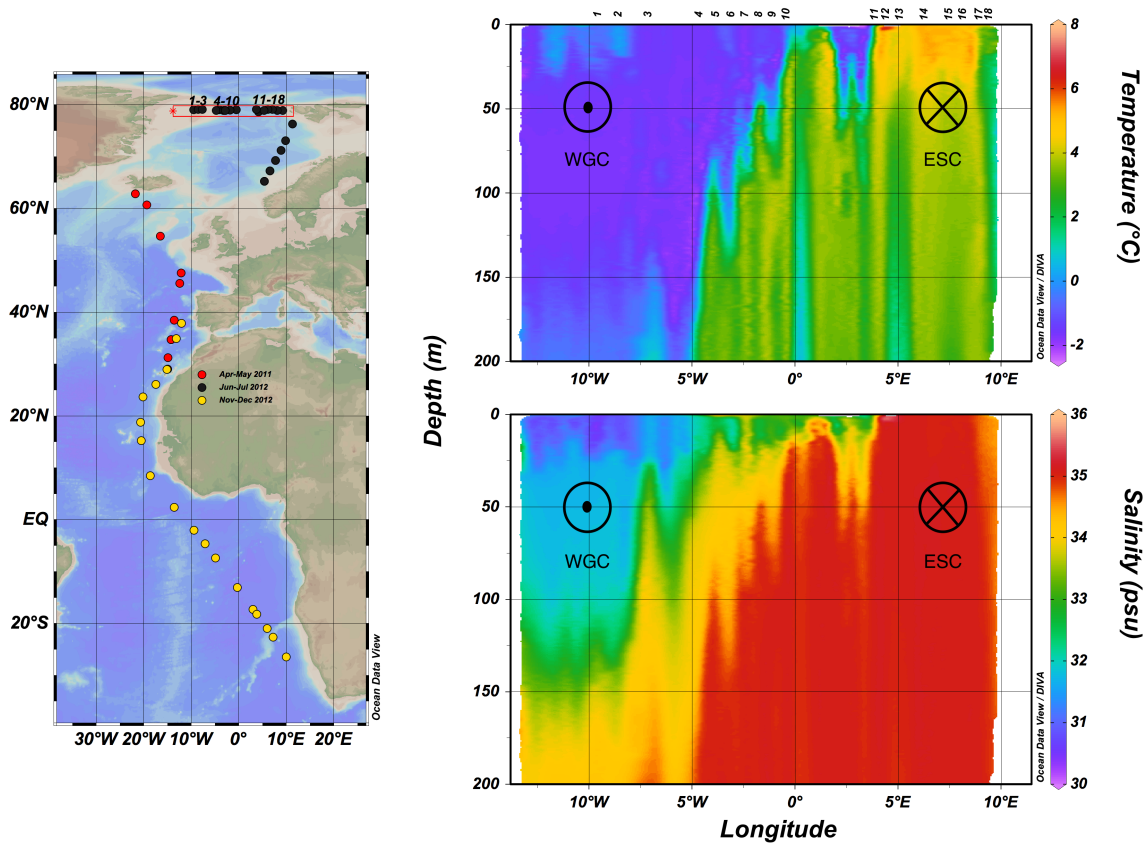 80°N
60°N
40°N
20°N
EQ
20°S
30°W 20°W 10°W 0° 10°E 20°E
1-3 4-10 11-18
Apr-May 2011
Jun-Jul 2012
Nov-Dec 2012
Ocean Data View
Depth (m)
1 2 3 4 5 6 7 8 9 10 11 12 13 14 15 16 17 18
0
50
100
150
200
WGC
ESC
10°W 5°W 0° 5°E 10°E
Ocean Data View / DIVA
8
6
4
2
0
-2
Temperature (°C)
0
50
100
150
200
WGC
ESC
10°W 5°W 0° 5°E 10°E
Longitude
Ocean Data View / DIVA
36
35
34
33
32
31
30
Salinity (psu)